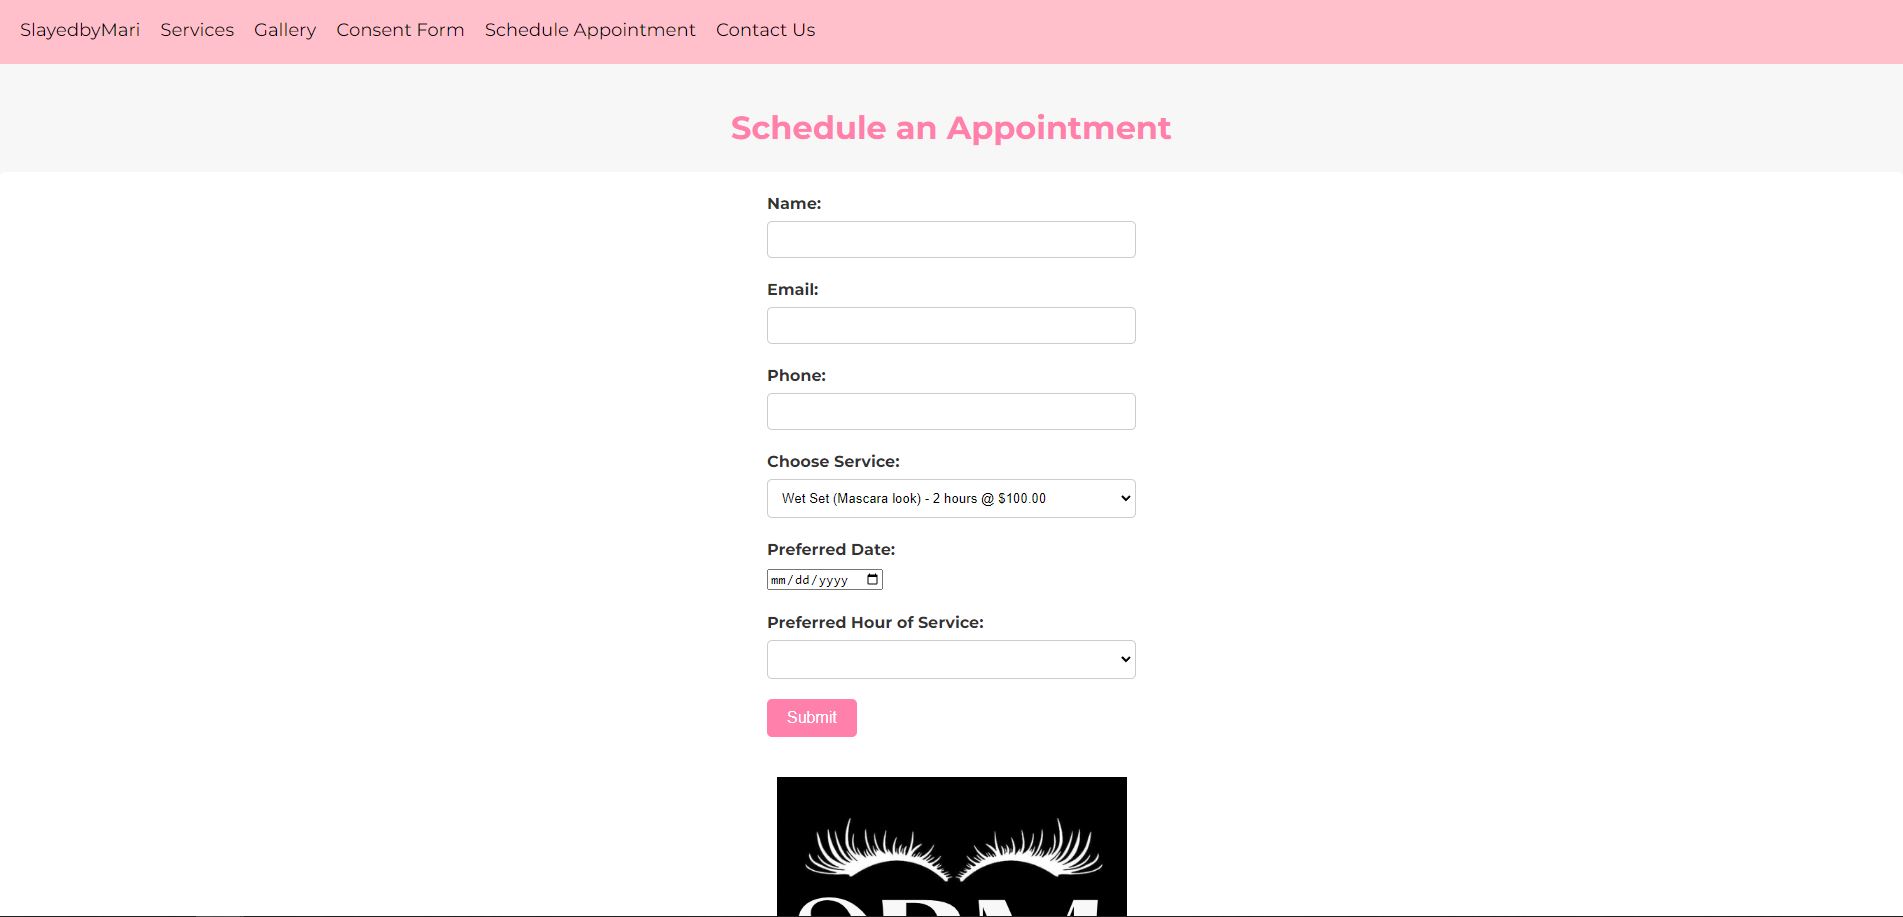 SlayedbyMari Services Gallery Consent Form Schedule Appointment Contact Us
Schedule an Appointment
Name:
Email:
Phone:
Choose Service:
Wet Set (Mascara look) - 2 hours @ $100.00
Preferred Date:
mm/dd/yyyy
Preferred Hour of Service:
Submit